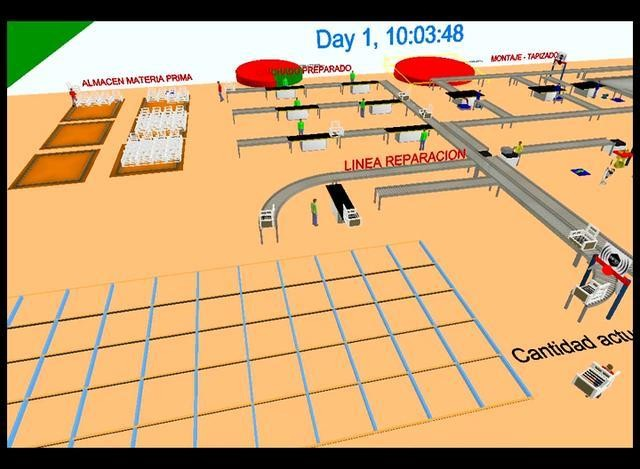 Day 1, 10:03:48
ALMACEN MATERIA PRIMA
PREPARADO
MONTAJE - TAPIZADO
LINEA REPARACION
Cantidad actu